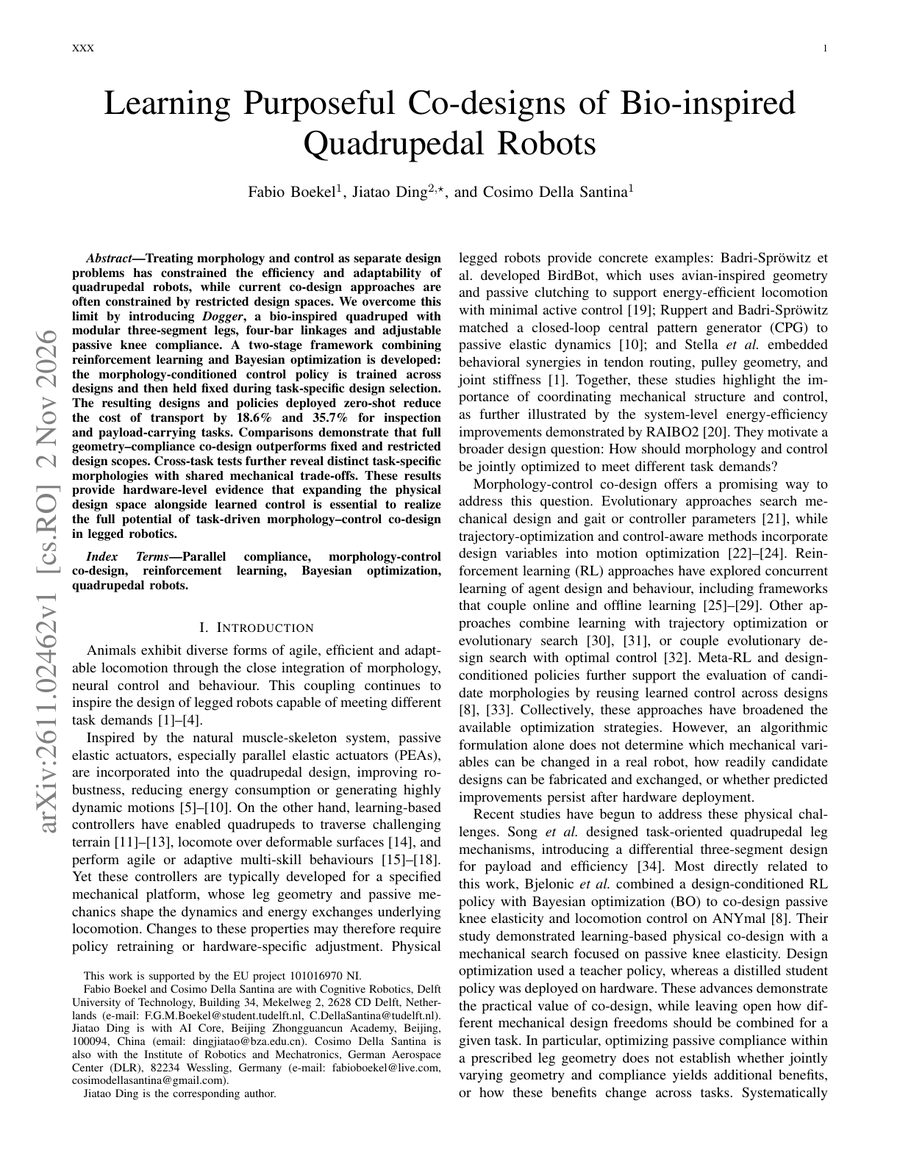 XXX
1
Learning Purposeful Co-designs of Bio-inspired
Quadrupedal Robots
Fabio Boekel¹, Jiatao Ding²,⋆, and Cosimo Della Santina¹
arXiv:2611.02462v1 [cs.RO] 2 Nov 2026
Abstract—Treating morphology and control as separate design
problems has constrained the efficiency and adaptability of
quadrupedal robots, while current co-design approaches are
often constrained by restricted design spaces. We overcome this
limit by introducing Dogger, a bio-inspired quadruped with
modular three-segment legs, four-bar linkages and adjustable
passive knee compliance. A two-stage framework combining
reinforcement learning and Bayesian optimization is developed:
the morphology-conditioned control policy is trained across
designs and then held fixed during task-specific design selection.
The resulting designs and policies deployed zero-shot reduce
the cost of transport by 18.6% and 35.7% for inspection
and payload-carrying tasks. Comparisons demonstrate that full
geometry–compliance co-design outperforms fixed and restricted
design scopes. Cross-task tests further reveal distinct task-specific
morphologies with shared mechanical trade-offs. These results
provide hardware-level evidence that expanding the physical
design space alongside learned control is essential to realize
the full potential of task-driven morphology–control co-design
in legged robotics.
Index Terms—Parallel compliance, morphology-control
co-design, reinforcement learning, Bayesian optimization,
quadrupedal robots.
I. INTRODUCTION
Animals exhibit diverse forms of agile, efficient and adapt-
able locomotion through the close integration of morphology,
neural control and behaviour. This coupling continues to
inspire the design of legged robots capable of meeting different
task demands [1]–[4].
Inspired by the natural muscle-skeleton system, passive
elastic actuators, especially parallel elastic actuators (PEAs),
are incorporated into the quadrupedal design, improving ro-
bustness, reducing energy consumption or generating highly
dynamic motions [5]–[10]. On the other hand, learning-based
controllers have enabled quadrupeds to traverse challenging
terrain [11]–[13], locomote over deformable surfaces [14], and
perform agile or adaptive multi-skill behaviours [15]–[18].
Yet these controllers are typically developed for a specified
mechanical platform, whose leg geometry and passive me-
chanics shape the dynamics and energy exchanges underlying
locomotion. Changes to these properties may therefore require
policy retraining or hardware-specific adjustment. Physical
This work is supported by the EU project 101016970 NI.
Fabio Boekel and Cosimo Della Santina are with Cognitive Robotics, Delft
University of Technology, Building 34, Mekelweg 2, 2628 CD Delft, Nether-
lands (e-mail: F.G.M.Boekel@student.tudelft.nl, C.DellaSantina@tudelft.nl).
Jiatao Ding is with AI Core, Beijing Zhongguancun Academy, Beijing,
100094, China (email: dingjiatao@bza.edu.cn). Cosimo Della Santina is
also with the Institute of Robotics and Mechatronics, German Aerospace
Center (DLR), 82234 Wessling, Germany (e-mail: fabioboekel@live.com,
cosimodellasantina@gmail.com).
Jiatao Ding is the corresponding author.
legged robots provide concrete examples: Badri-Spröwitz et
al. developed BirdBot, which uses avian-inspired geometry
and passive clutching to support energy-efficient locomotion
with minimal active control [19]; Ruppert and Badri-Spröwitz
matched a closed-loop central pattern generator (CPG) to
passive elastic dynamics [10]; and Stella et al. embedded
behavioral synergies in tendon routing, pulley geometry, and
joint stiffness [1]. Together, these studies highlight the im-
portance of coordinating mechanical structure and control,
as further illustrated by the system-level energy-efficiency
improvements demonstrated by RAIBO2 [20]. They motivate a
broader design question: How should morphology and control
be jointly optimized to meet different task demands?
Morphology-control co-design offers a promising way to
address this question. Evolutionary approaches search me-
chanical design and gait or controller parameters [21], while
trajectory-optimization and control-aware methods incorporate
design variables into motion optimization [22]–[24]. Rein-
forcement learning (RL) approaches have explored concurrent
learning of agent design and behaviour, including frameworks
that couple online and offline learning [25]–[29]. Other ap-
proaches combine learning with trajectory optimization or
evolutionary search [30], [31], or couple evolutionary de-
sign search with optimal control [32]. Meta-RL and design-
conditioned policies further support the evaluation of candi-
date morphologies by reusing learned control across designs
[8], [33]. Collectively, these approaches have broadened the
available optimization strategies. However, an algorithmic
formulation alone does not determine which mechanical vari-
ables can be changed in a real robot, how readily candidate
designs can be fabricated and exchanged, or whether predicted
improvements persist after hardware deployment.
Recent studies have begun to address these physical chal-
lenges. Song et al. designed task-oriented quadrupedal leg
mechanisms, introducing a differential three-segment design
for payload and efficiency [34]. Most directly related to
this work, Bjelonic et al. combined a design-conditioned RL
policy with Bayesian optimization (BO) to co-design passive
knee elasticity and locomotion control on ANYmal [8]. Their
study demonstrated learning-based physical co-design with a
mechanical search focused on passive knee elasticity. Design
optimization used a teacher policy, whereas a distilled student
policy was deployed on hardware. These advances demonstrate
the practical value of co-design, while leaving open how dif-
ferent mechanical design freedoms should be combined for a
given task. In particular, optimizing passive compliance within
a prescribed leg geometry does not establish whether jointly
varying geometry and compliance yields additional benefits,
or how these benefits change across tasks. Systematically